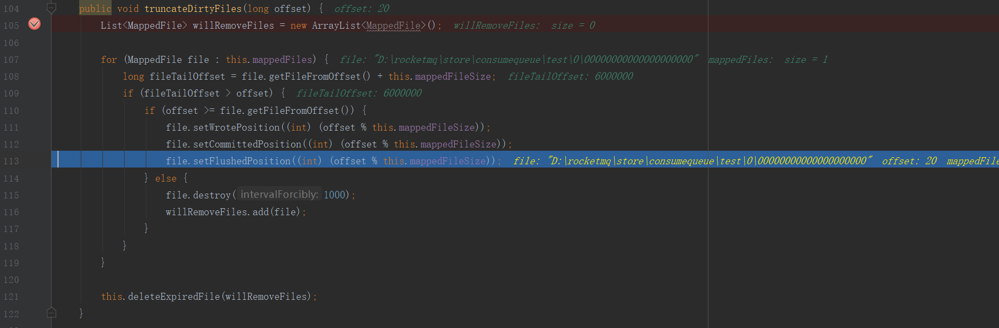 104 public void truncateDirtyFiles(long offset) { offset: 20
105 List<MappedFile> willRemoveFiles = new ArrayList<MappedFile>(); willRemoveFiles: size = 0
106
107 for (MappedFile file : this.mappedFiles) { file: "D:\rocketmq\store\consumequeue\test\0\00000000000000000000" mappedFiles: size = 1
108 long fileTailOffset = file.getFileFromOffset() + this.mappedFileSize; fileTailOffset: 6000000
109 if (fileTailOffset > offset) { fileTailOffset: 6000000
110 if (offset >= file.getFileFromOffset()) {
111 file.setWrotePosition((int) (offset % this.mappedFileSize));
112 file.setCommittedPosition((int) (offset % this.mappedFileSize));
113 file.setFlushedPosition((int) (offset % this.mappedFileSize)); file: "D:\rocketmq\store\consumequeue\test\0\00000000000000000000" offset: 20 mappedFile
114 } else {
115 file.destroy( intervalForcibly: 1000);
116 willRemoveFiles.add(file);
117 }
118 }
119 }
120
121 this.deleteExpiredFile(willRemoveFiles);
122 }